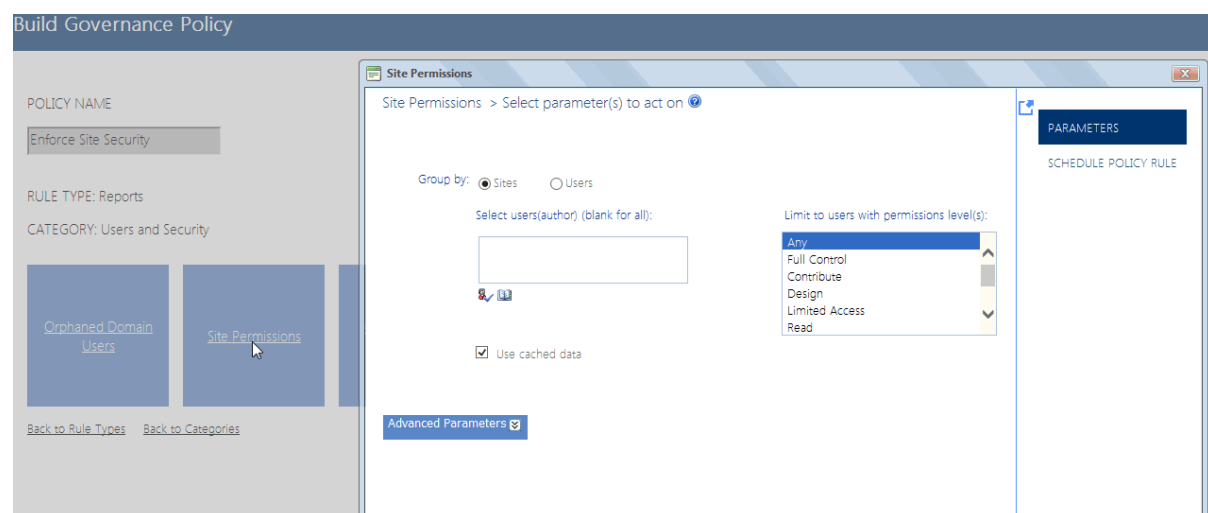 Build Governance Policy
POLICY NAME
Enforce Site Security
RULE TYPE: Reports
CATEGORY: Users and Security
Orphaned Domain
Users
Site Permissions
Back to Rule Types Back to Categories
Site Permissions
Site Permissions > Select parameter(s) to act on
Group by: Sites Users
Select users(author) (blank for all):
Limit to users with permissions level(s):
Any
Full Control
Contribute
Design
Limited Access
Read
Use cached data
Advanced Parameters
PARAMETERS
SCHEDULE POLICY RULE